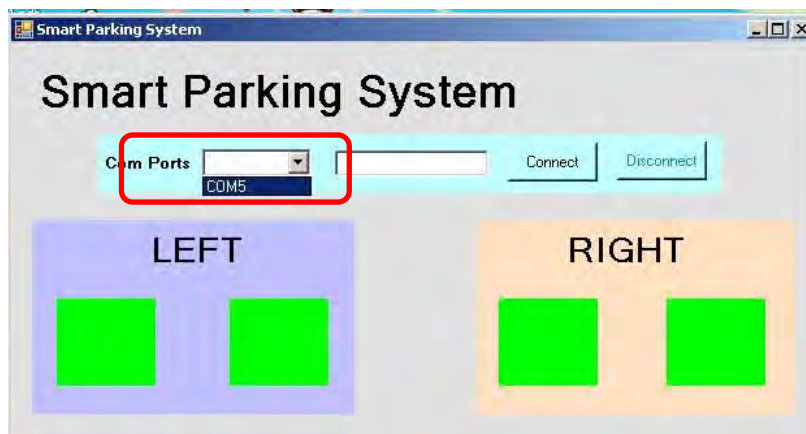 Smart Parking System
Smart Parking System
Com Ports Connect Disconnect
COM5
LEFT RIGHT